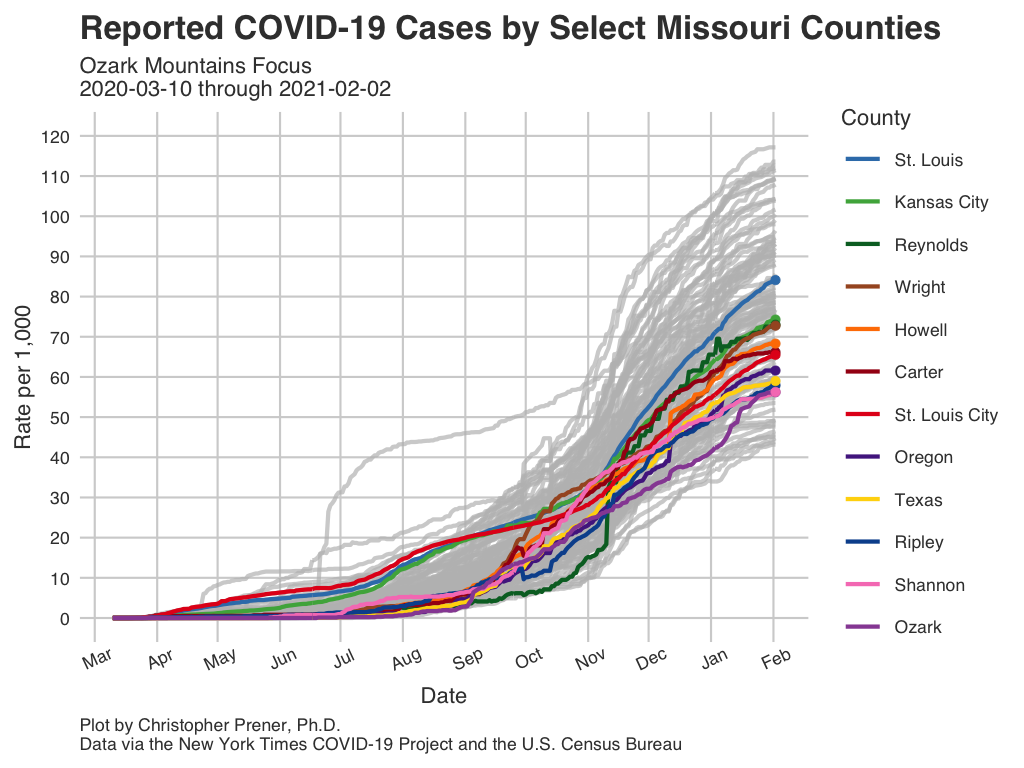 Reported COVID-19 Cases by Select Missouri Counties
Ozark Mountains Focus
2020-03-10 through 2021-02-02
Rate per 1,000
120
110
100
90
80
70
60
50
40
30
20
10
0
Mar Apr May Jun Jul Aug Sep Oct Nov Dec Jan Feb
Date
County
St. Louis
Kansas City
Reynolds
Wright
Howell
Carter
St. Louis City
Oregon
Texas
Ripley
Shannon
Ozark
Plot by Christopher Prener, Ph.D.
Data via the New York Times COVID-19 Project and the U.S. Census Bureau